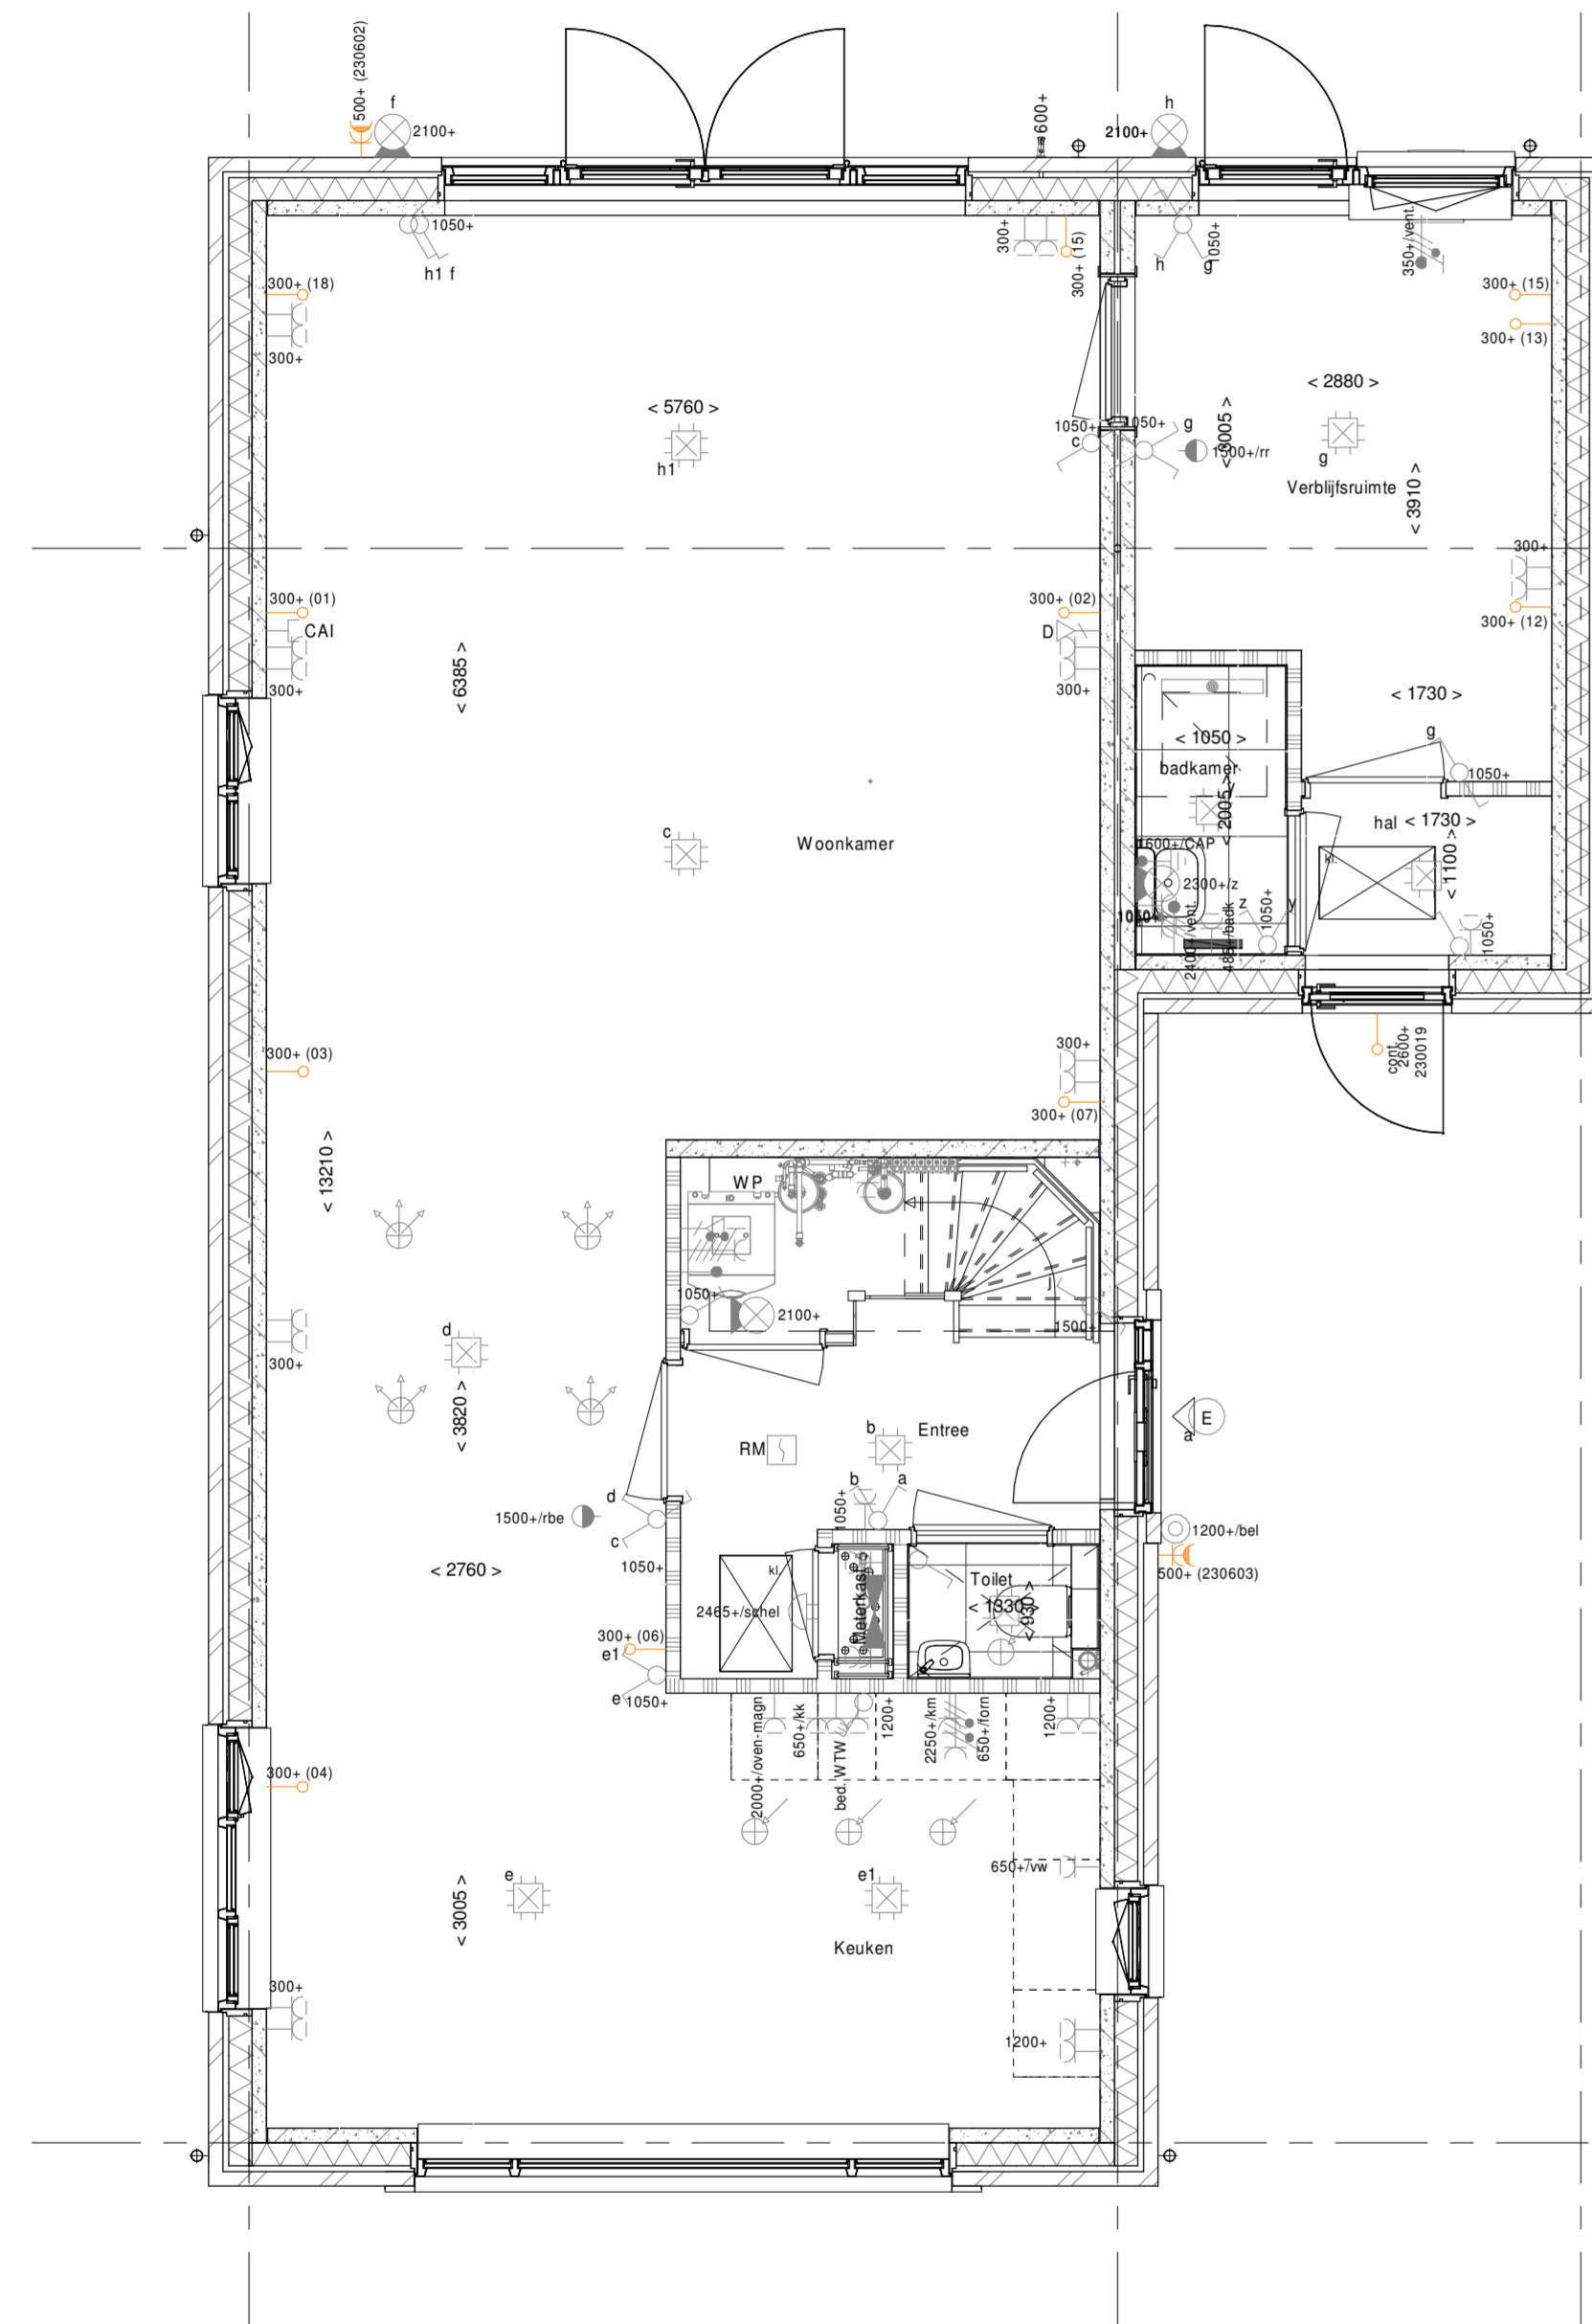 500+ (230602)
f
2100+
600+
h
2100+
1050+
h1 f
300+
300+ (15)
h
g
1050+
350+/vent.
300+ (18)
300+
300+ (15)
300+ (13)
< 2880 >
< 5760 >
h1
1050+
c
1050+
g
1500+/rr
< 3005 >
g
Verblijfsruimte
< 3910 >
300+
300+ (12)
300+ (01)
CAI
300+
300+ (02)
D
300+
< 6385 >
< 1730 >
g
1050+
< 1050 >
badkamer
< 2005 >
hal < 1730 >
kl.
< 1100 >
c
Woonkamer
1600+/CAP
2300+/z
1050+
2400+/vent.
z
1050+
y
1050+
300+ (03)
300+
300+ (07)
cont.
2600+
230019
< 13210 >
WP
1050+
2100+
j
1500+
300+
d
< 3820 >
b
Entree
RM
E
a
b
a
1050+
d
1500+/rbe
c
1050+
1200+/bel
500+ (230603)
< 2760 >
kl.
2465+/schel
Meterkast
Toilet
< 1330 >
< 930 >
300+ (06)
e1
e
1050+
2000+/oven-magn
650+/kk
bed. WTW
1200+
2250+/km
650+/forn
1200+
300+ (04)
650+/vw
e
e1
< 3005 >
Keuken
300+
1200+